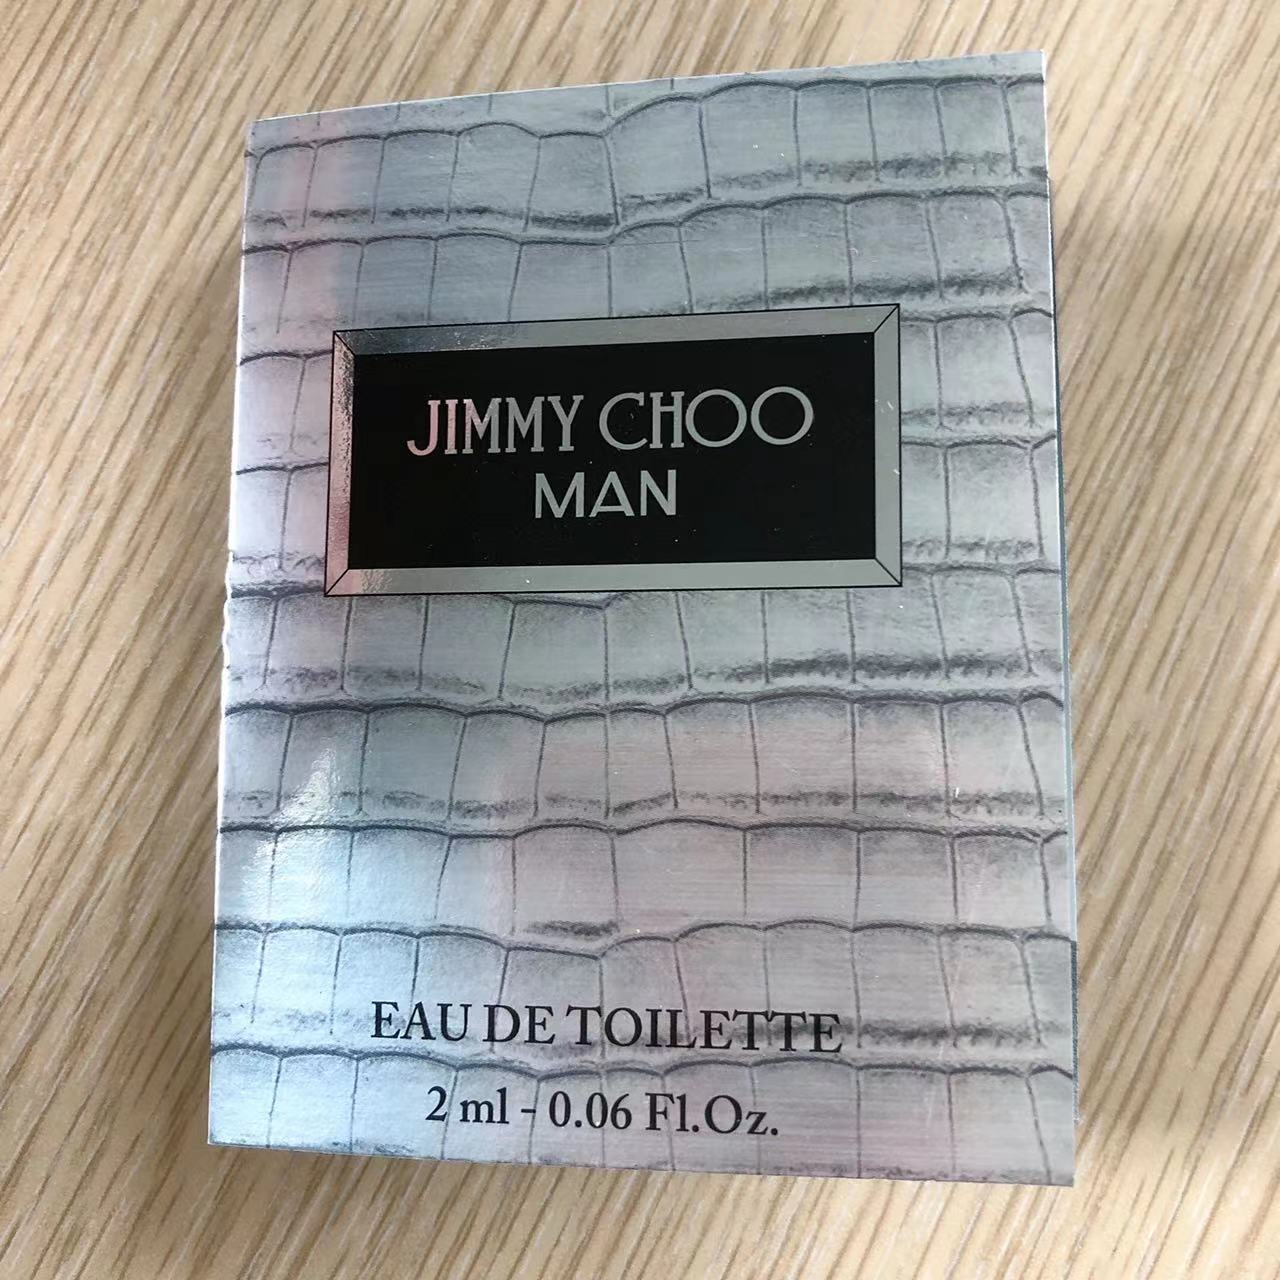 JIMMY CHOO
MAN
EAU DE TOILETTE
2 ml - 0.06 Fl.Oz.